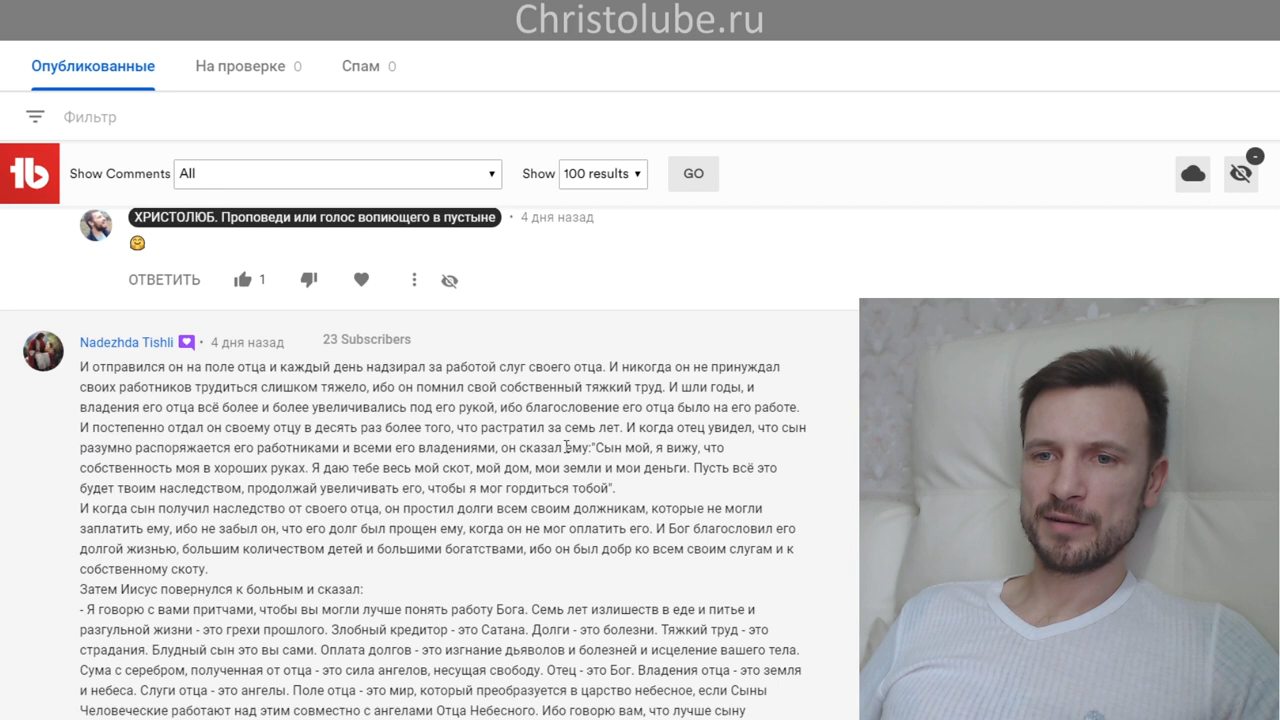 Christolube.ru
Опубликованные На проверке 0 Спам 0
Фильтр
tb Show Comments All Show 100 results GO -
ХРИСТОЛЮБ. Проповеди или голос вопиющего в пустыне • 4 дня назад
ОТВЕТИТЬ 1
Nadezhda Tishli • 4 дня назад 23 Subscribers
И отправился он на поле отца и каждый день надзирал за работой слуг своего отца. И никогда он не принуждал
своих работников трудиться слишком тяжело, ибо он помнил свой собственный тяжкий труд. И шли годы, и
владения его отца всё более и более увеличивались под его рукой, ибо благословение его отца было на его работе.
И постепенно отдал он своему отцу в десять раз более того, что растратил за семь лет. И когда отец увидел, что сын
разумно распоряжается его работниками и всеми его владениями, он сказал ему:"Сын мой, я вижу, что
собственность моя в хороших руках. Я даю тебе весь мой скот, мой дом, мои земли и мои деньги. Пусть всё это
будет твоим наследством, продолжай увеличивать его, чтобы я мог гордиться тобой".
И когда сын получил наследство от своего отца, он простил долги всем своим должникам, которые не могли
заплатить ему, ибо не забыл он, что его долг был прощен ему, когда он не мог оплатить его. И Бог благословил его
долгой жизнью, большим количеством детей и большими богатствами, ибо он был добр ко всем своим слугам и к
собственному скоту.
Затем Иисус повернулся к больным и сказал:
- Я говорю с вами притчами, чтобы вы могли лучше понять работу Бога. Семь лет излишеств в еде и питье и
разгульной жизни - это грехи прошлого. Злобный кредитор - это Сатана. Долги - это болезни. Тяжкий труд - это
страдания. Блудный сын это вы сами. Оплата долгов - это изгнание дьяволов и болезней и исцеление вашего тела.
Сума с серебром, полученная от отца - это сила ангелов, несущая свободу. Отец - это Бог. Владения отца - это земля
и небеса. Слуги отца - это ангелы. Поле отца - это мир, который преобразуется в царство небесное, если Сыны
Человеческие работают над этим совместно с ангелами Отца Небесного. Ибо говорю вам, что лучше сыну